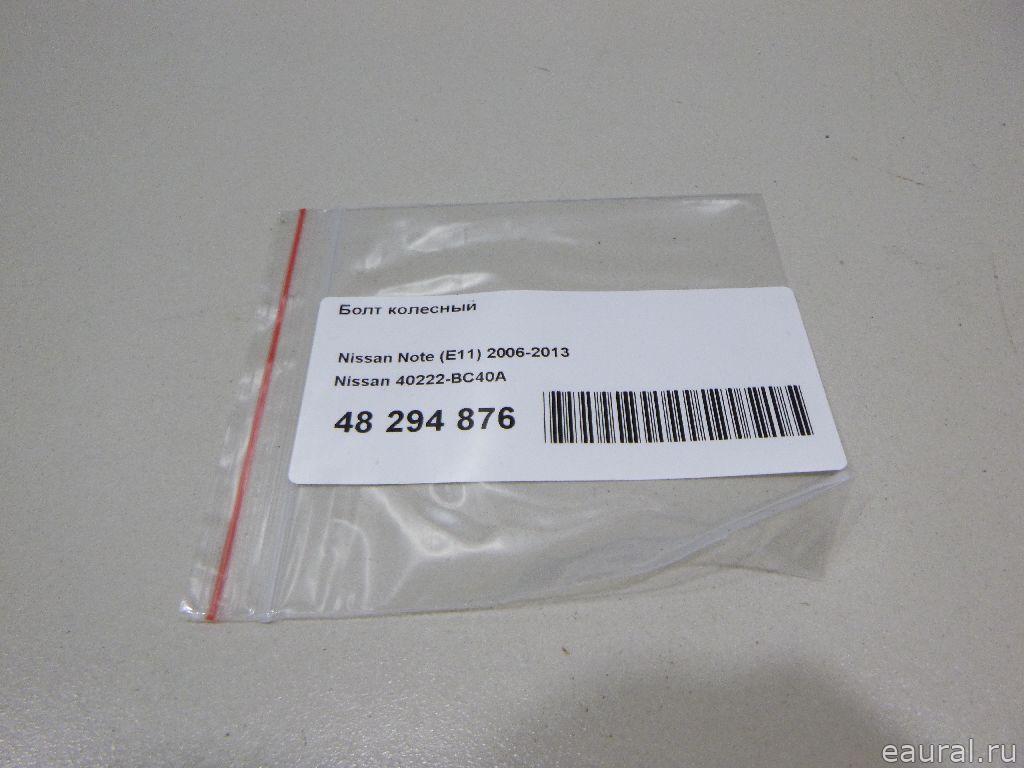 Болт колесный
Nissan Note (E11) 2006-2013
Nissan 40222-BC40A
48 294 876
eaural.ru